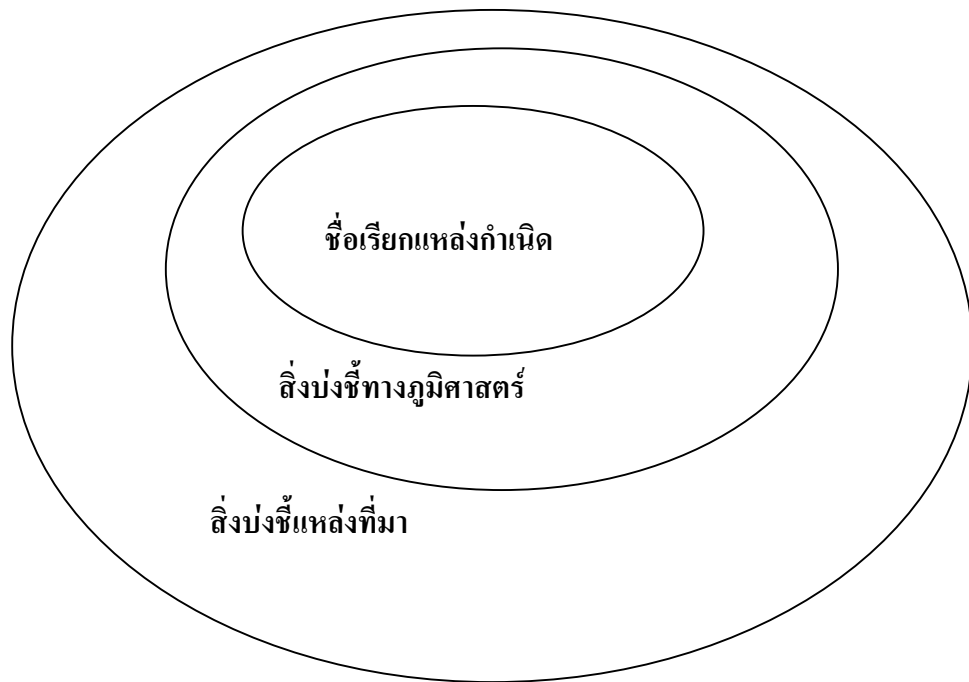 ชื่อเรียกแหล่งกำเนิด
สิ่งบ่งชี้ทางภูมิศาสตร์
สิ่งบ่งชี้แหล่งที่มา